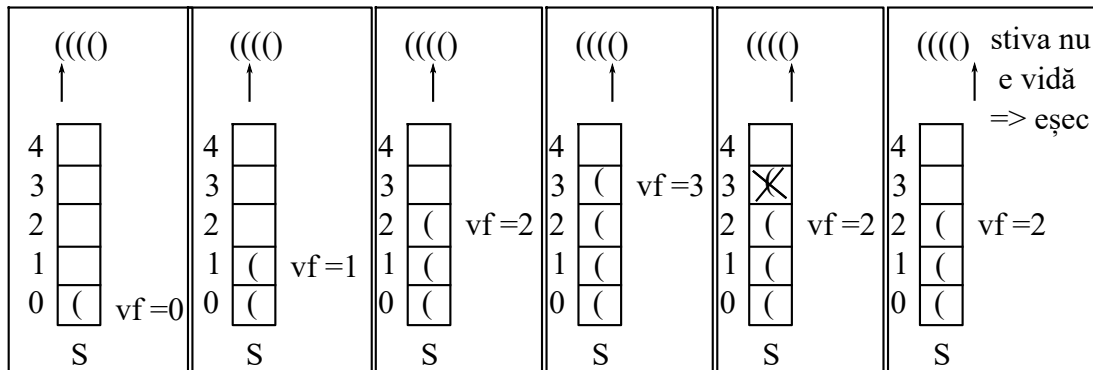 (((()
4
3
2
1
0 ( vf =0
S
(((()
4
3
2
1 ( vf =1
0 (
S
(((()
4
3
2 ( vf =2
1 (
0 (
S
(((()
4
3 ( vf =3
2 (
1 (
0 (
S
(((()
4
3 (
2 ( vf =2
1 (
0 (
S
(((() stiva nu
e vidă
=> eșec
4
3
2 ( vf =2
1 (
0 (
S